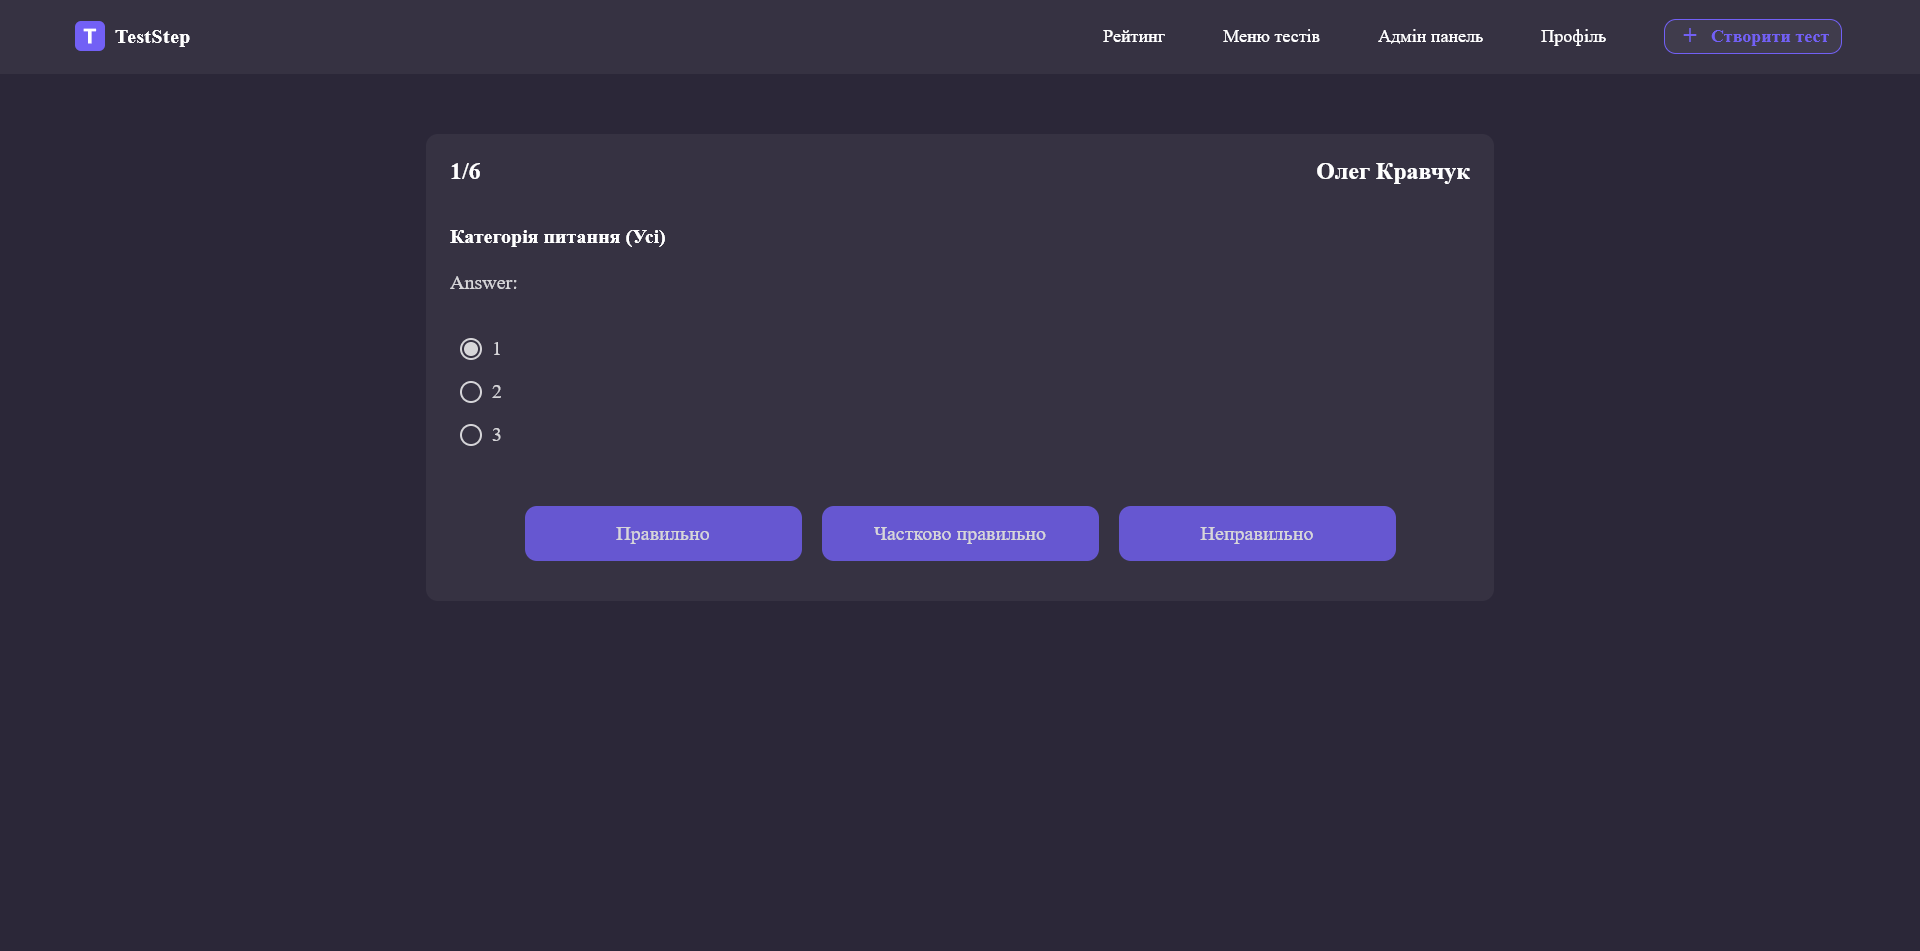 T TestStep Рейтинг Меню тестів Адмін панель Профіль + Створити тест
1/6 Олег Кравчук
Категорія питання (Усі)
Answer:
1
2
3
Правильно Частково правильно Неправильно